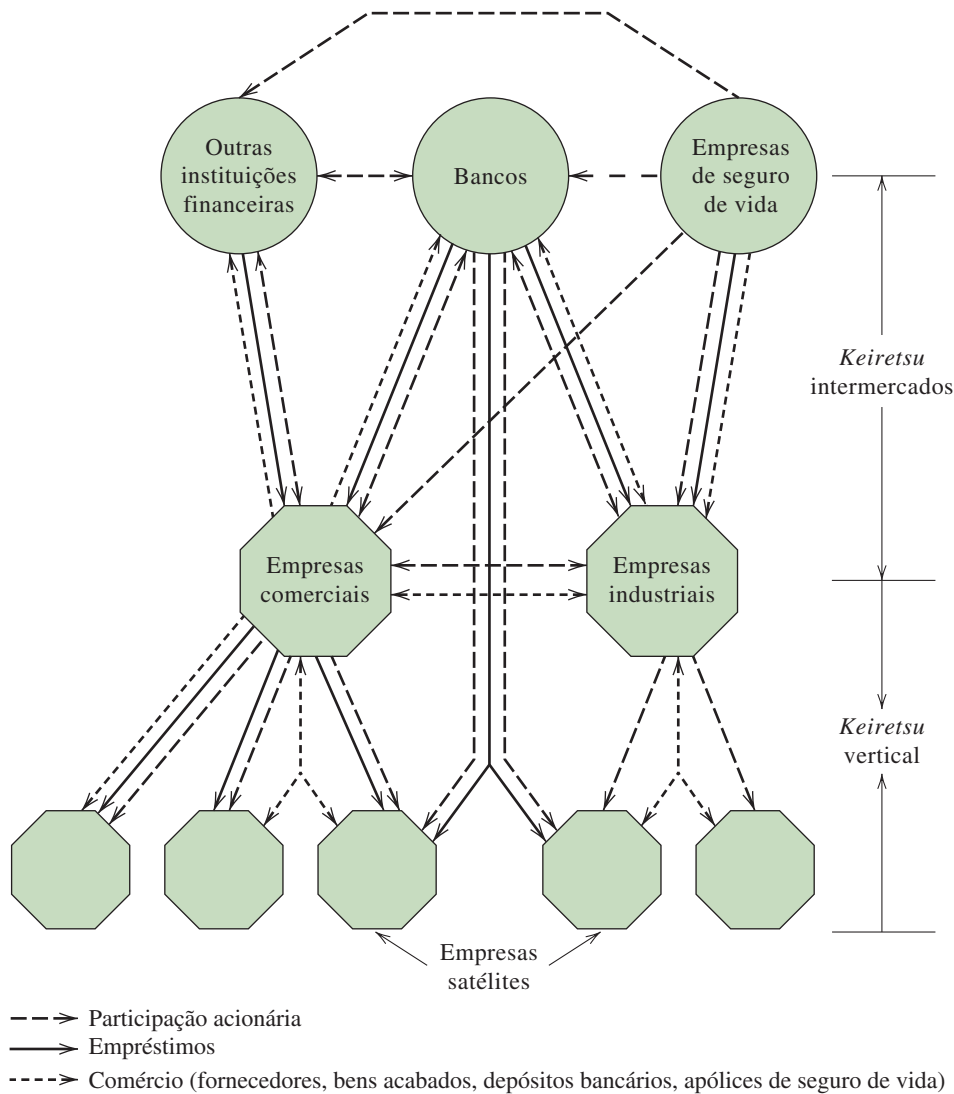 Outras
instituições
financeiras
Bancos
Empresas
de seguro
de vida
Keiretsu
intermercados
Empresas
comerciais
Empresas
industriais
Keiretsu
vertical
Empresas
satélites
Participação acionária
Empréstimos
Comércio (fornecedores, bens acabados, depósitos bancários, apólices de seguro de vida)